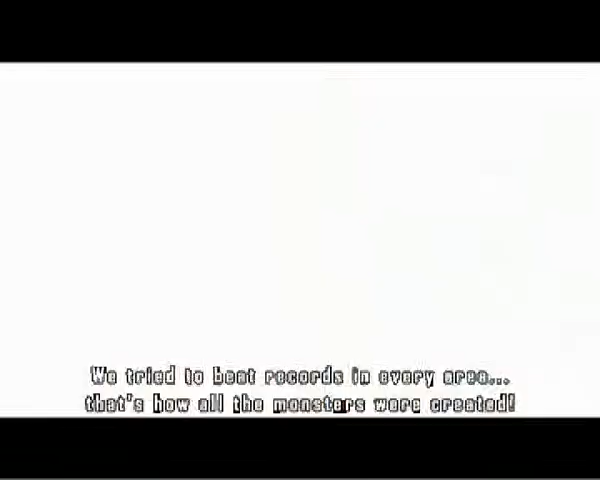 We tried to beat records in every area...
that's how all the monsters were created!